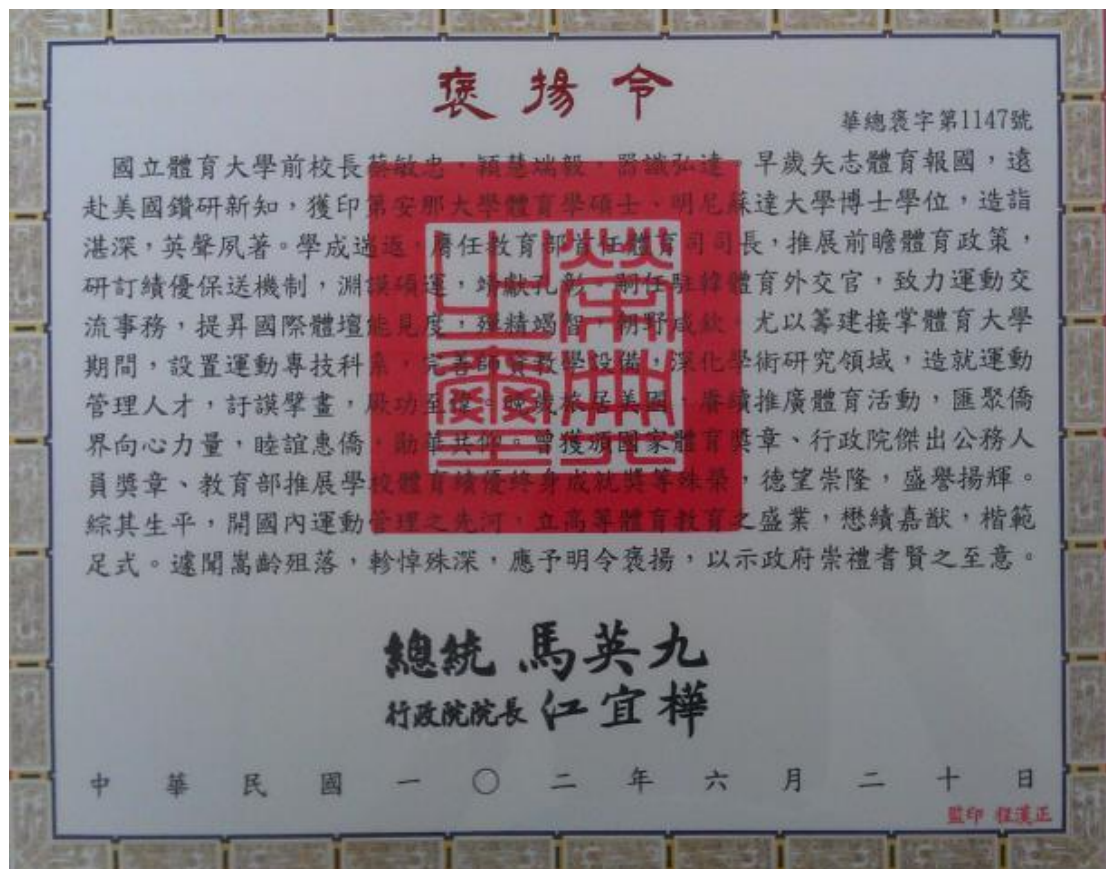 褒揚令
華總褒字第1147號
國立體育大學前校長蔡敏忠，穎慧端毅，器識弘達。早歲矢志體育報國，遠
赴美國鑽研新知，獲印第安那大學體育學碩士、明尼蘇達大學博士學位，造詣
湛深，英聲夙著。學成遄返，膺任教育部首任體育司司長，推展前瞻體育政策，
研訂績優保送機制，淵謨碩運，靖獻孔彰。嗣任駐韓體育外交官，致力運動交
流事務，提昇國際體壇能見度，殫精竭智，朝野咸欽。尤以籌建接掌體育大學
期間，設置運動專技科系，完善師資教學設備，深化學術研究領域，造就運動
管理人才，訏謨擘畫，厥功至偉。晚歲旅居美國，賡續推廣體育活動，匯聚僑
界向心力量，睦誼惠僑，勛華共仰。曾獲頒國家體育獎章、行政院傑出公務人
員獎章、教育部推展學校體育績優終身成就獎等殊榮，德望崇隆，盛譽揚輝。
綜其生平，開國內運動管理之先河，立高等體育教育之盛業，懋績嘉猷，楷範
足式。遽聞嵩齡殂落，軫悼殊深，應予明令褒揚，以示政府崇禮耆賢之至意。
榮典之璽
總統 馬英九
行政院院長 江宜樺
中華民國一〇二年六月二十日
監印 程漢正